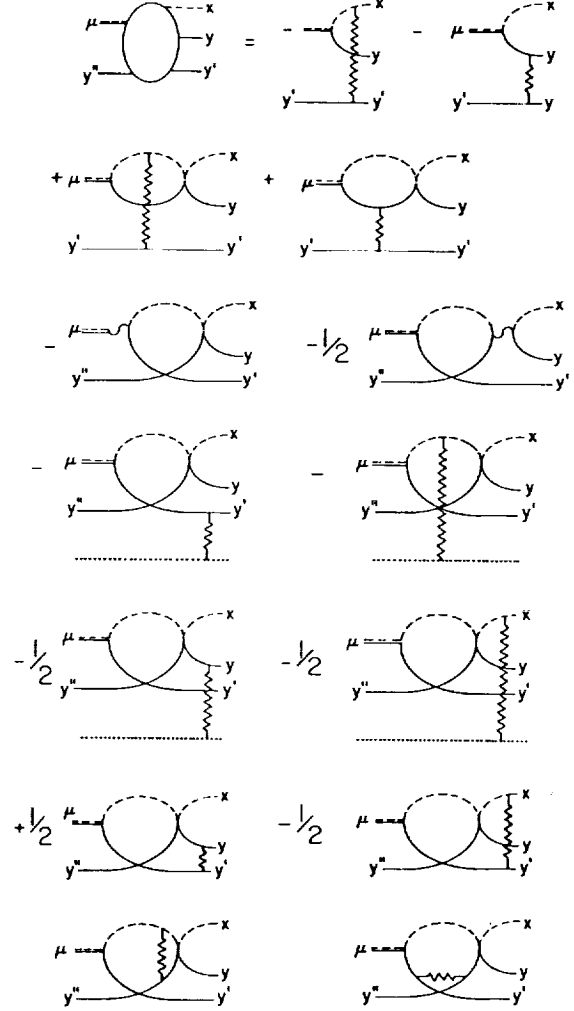 μ y" x y y' = - x y y' y' - μ x y y' y
+ μ x y y' y' + μ x y y' y'
- μ y" x y y' -1/2 μ y" x y y'
- μ y" x y y' - μ y" x y y'
-1/2 μ y" x y y' -1/2 μ y" x y y'
+1/2 μ y" x y y' -1/2 μ y" x y y'
μ y" x y y' μ y" x y y'